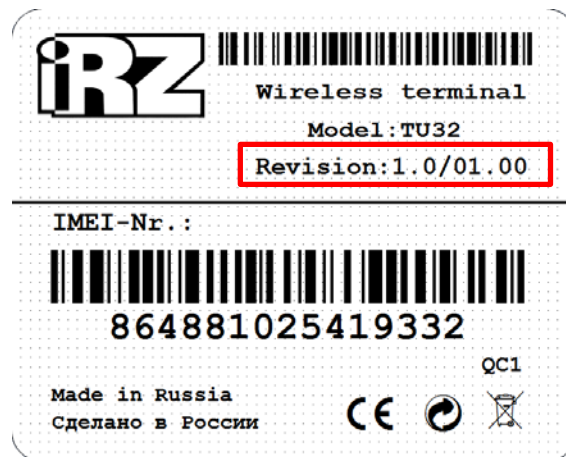 iRZ
Wireless terminal
Model:TU32
Revision:1.0/01.00
IMEI-Nr.:
864881025419332
QC1
Made in Russia
Сделано в России
CE